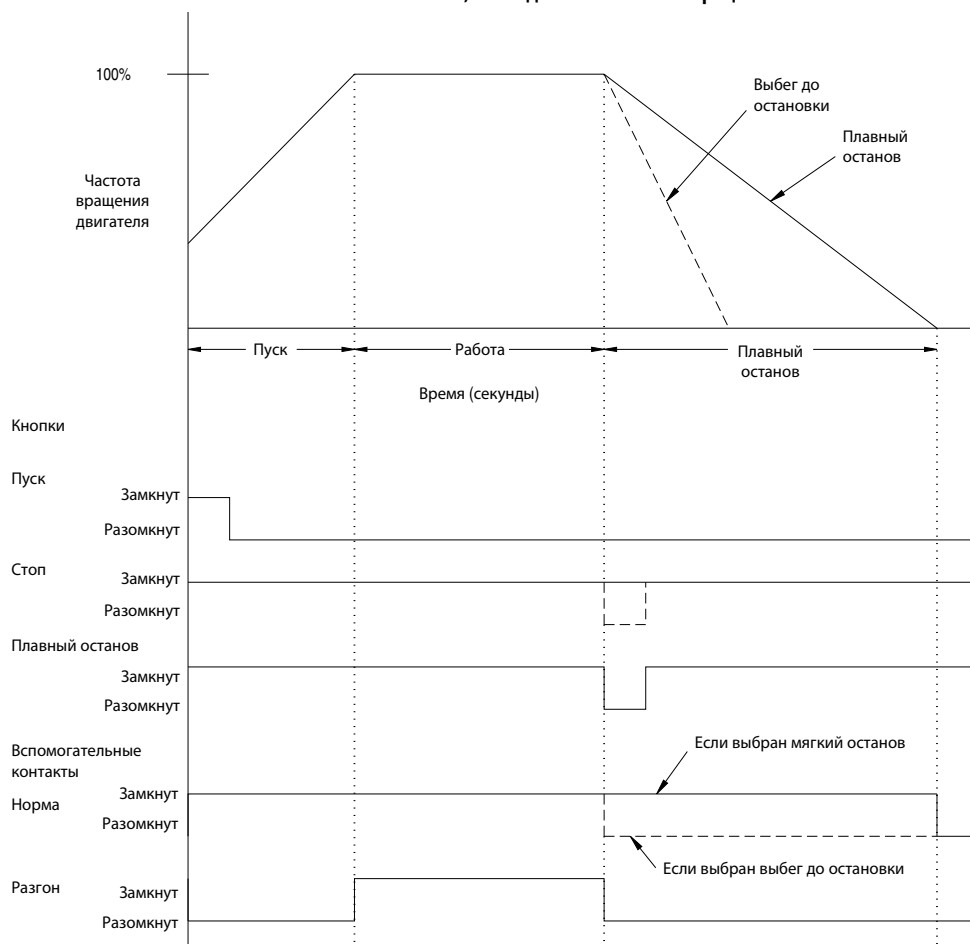 100%
Выбег до
остановки
Плавный
останов
Частота
вращения
двигателя
Пуск
Работа
Плавный
останов
Время (секунды)
Кнопки
Пуск
Замкнут
Разомкнут
Стоп
Замкнут
Разомкнут
Плавный останов
Замкнут
Разомкнут
Вспомогательные
контакты
Если выбран мягкий останов
Норма
Замкнут
Разомкнут
Если выбран выбег до остановки
Разгон
Замкнут
Разомкнут